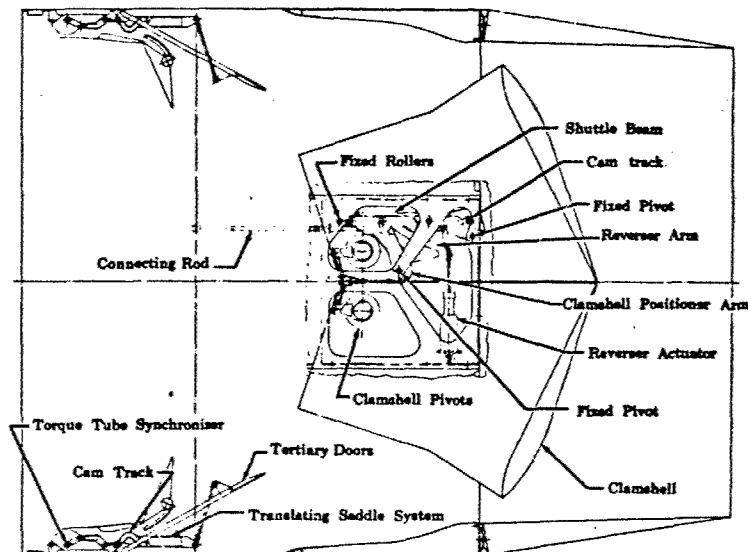 Shuttle Beam
Fixed Rollers
Cam track
Fixed Pivot
Reverser Arm
Connecting Rod
Clamshell Positioner Arm
Reverser Actuator
Clamshell Pivots
Fixed Pivot
Torque Tube Synchroniser
Tertiary Doors
Cam Track
Clamshell
Translating Saddle System